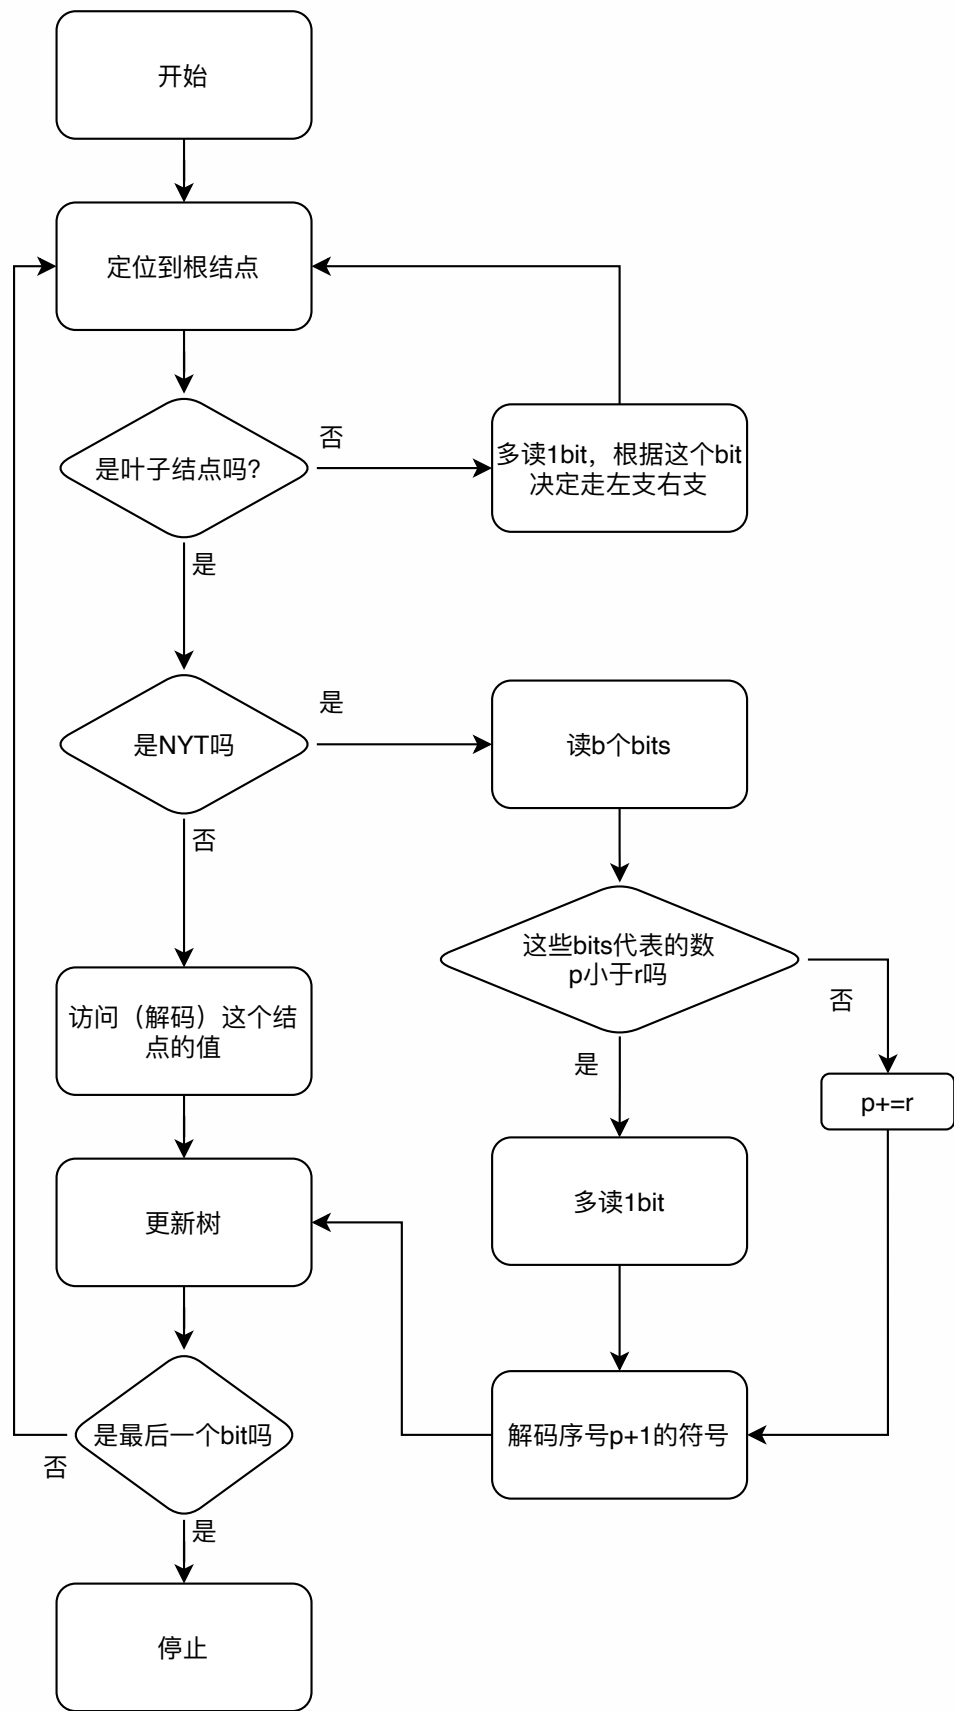 开始
定位到根结点
是叶子结点吗?
否
多读1bit，根据这个bit
决定走左支右支
是
是NYT吗
是
读b个bits
否
这些bits代表的数
p小于r吗
否
p+=r
是
访问（解码）这个结
点的值
多读1bit
更新树
解码序号p+1的符号
是最后一个bit吗
否
是
停止